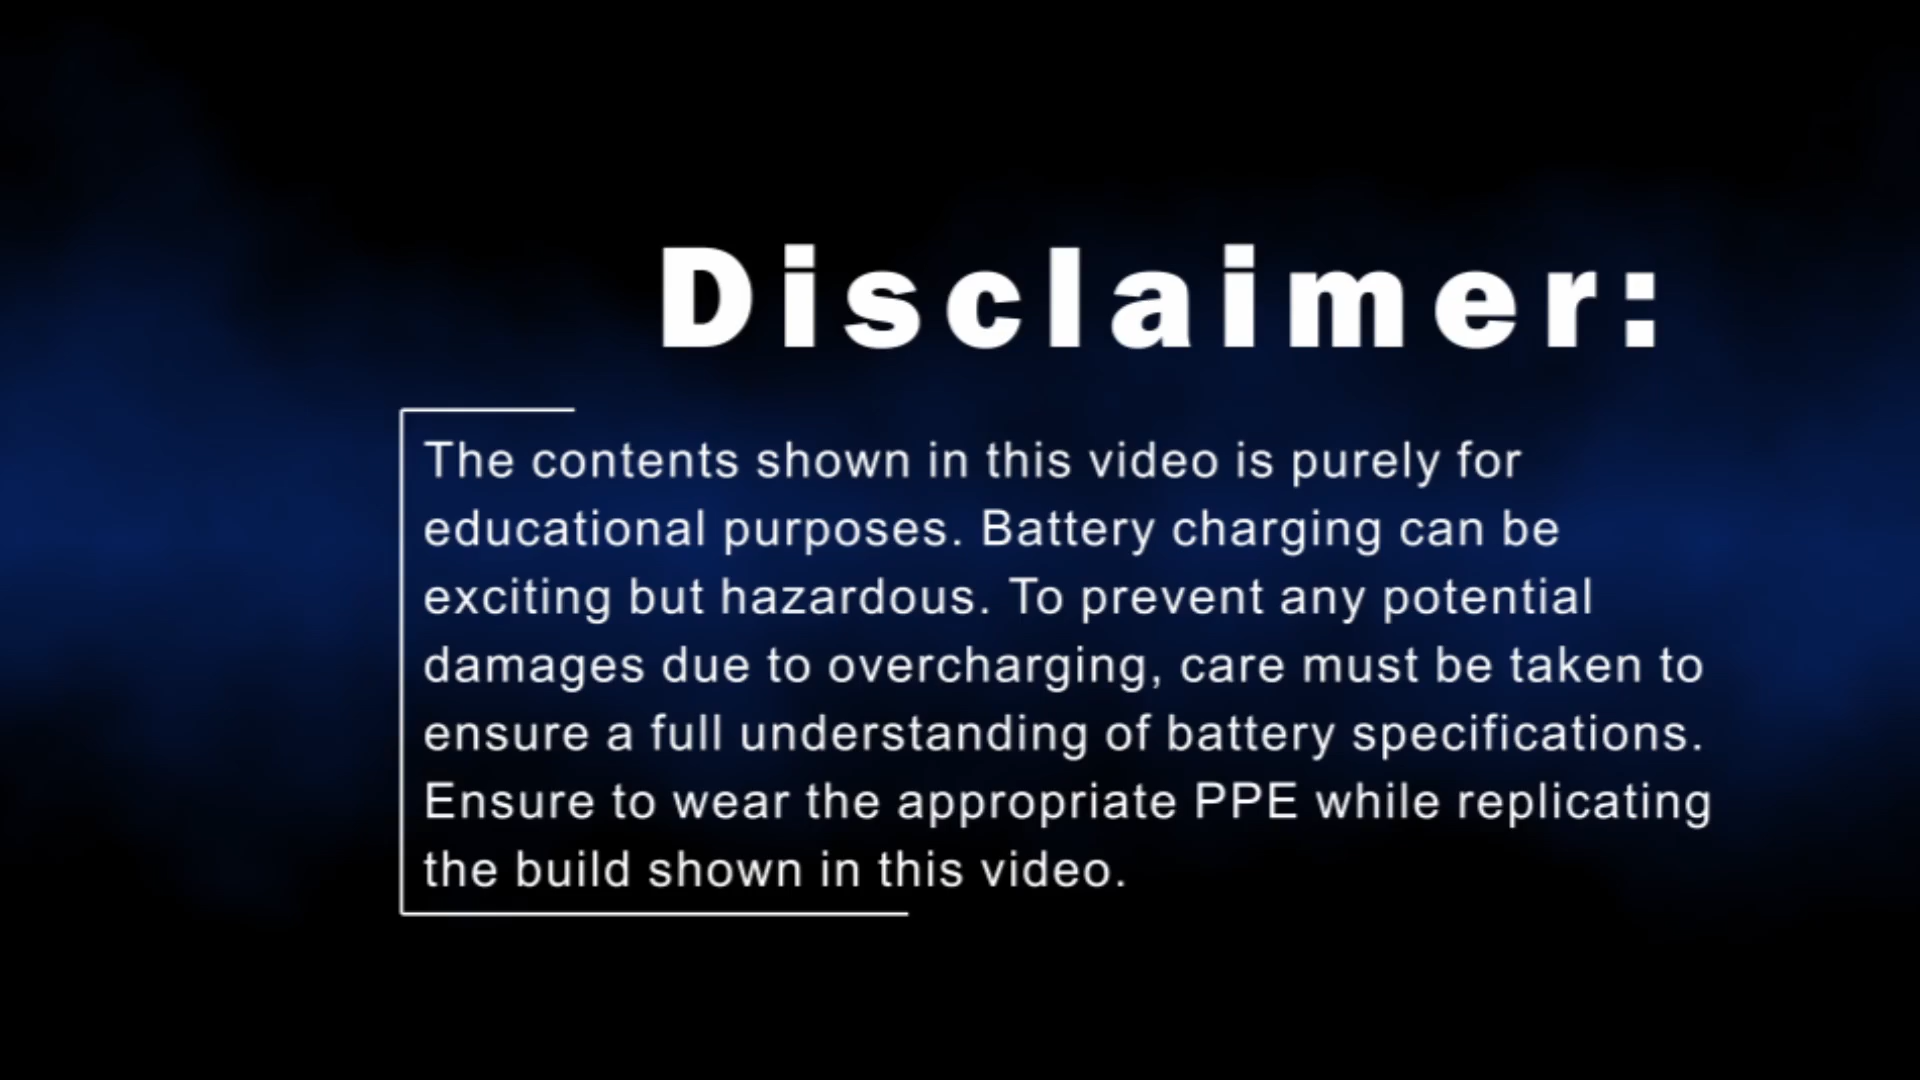 Disclaimer:
The contents shown in this video is purely for
educational purposes. Battery charging can be
exciting but hazardous. To prevent any potential
damages due to overcharging, care must be taken to
ensure a full understanding of battery specifications.
Ensure to wear the appropriate PPE while replicating
the build shown in this video.